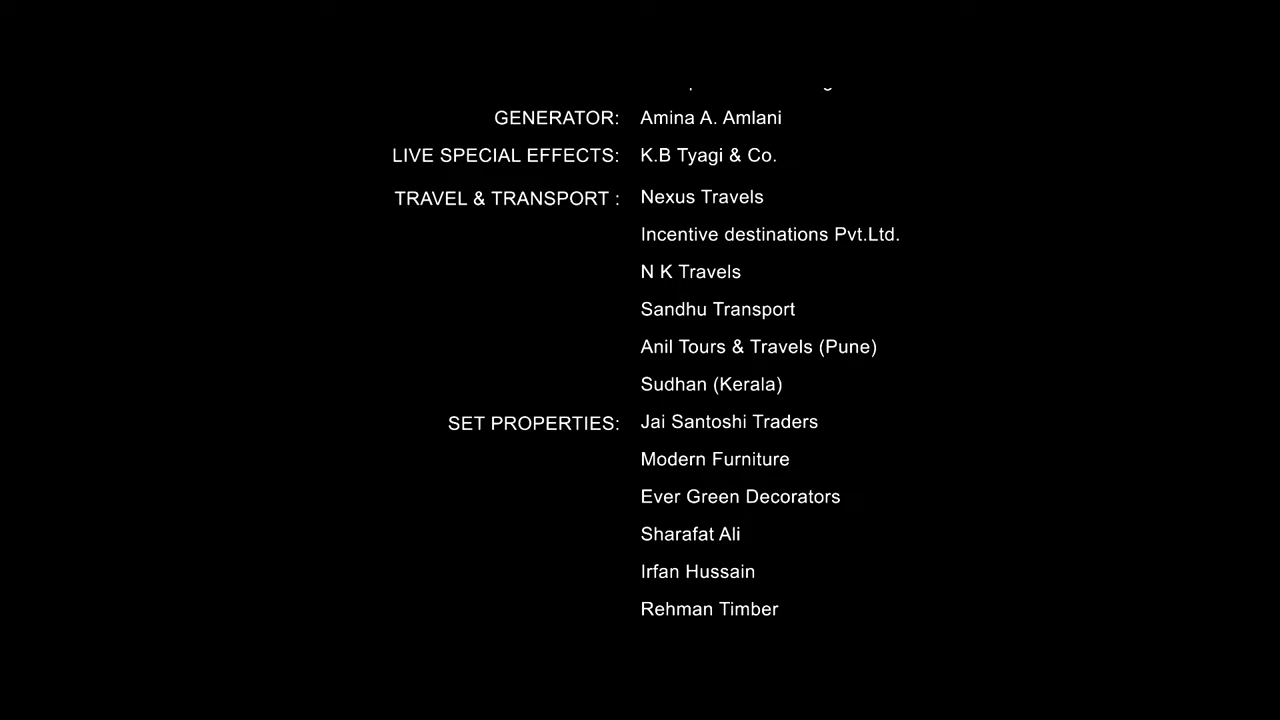 GENERATOR: Amina A. Amlani
LIVE SPECIAL EFFECTS: K.B Tyagi & Co.
TRAVEL & TRANSPORT : Nexus Travels
Incentive destinations Pvt.Ltd.
N K Travels
Sandhu Transport
Anil Tours & Travels (Pune)
Sudhan (Kerala)
SET PROPERTIES: Jai Santoshi Traders
Modern Furniture
Ever Green Decorators
Sharafat Ali
Irfan Hussain
Rehman Timber